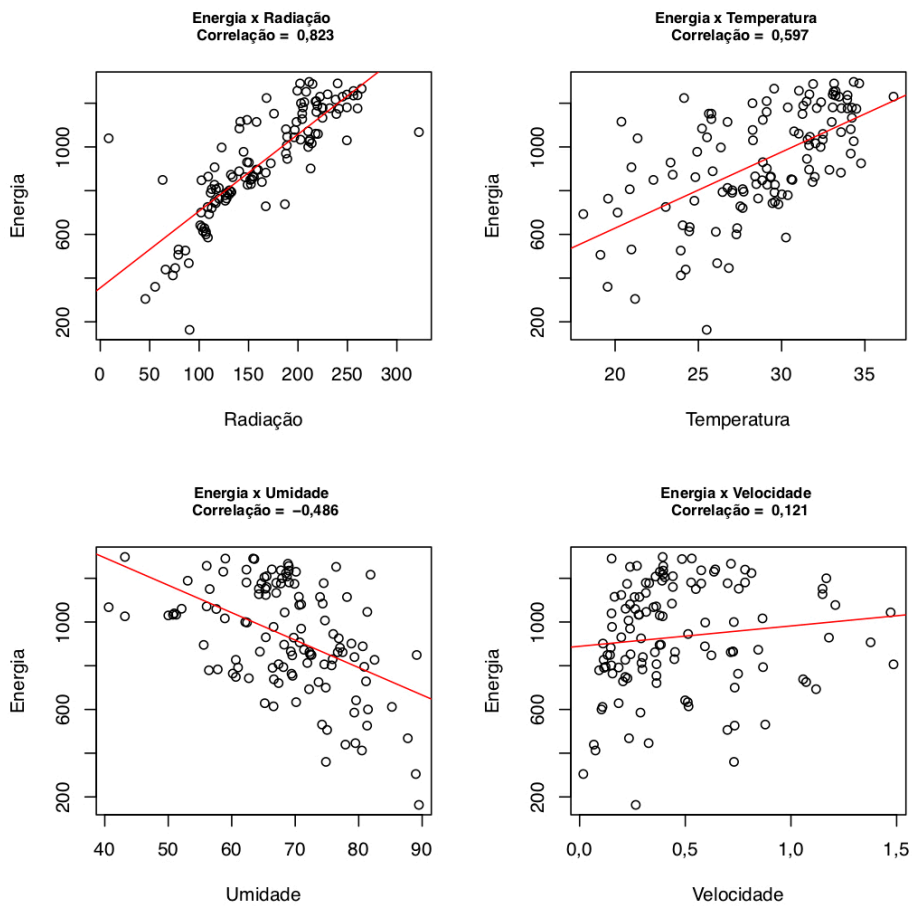 Energia x Radiação
Correlação = 0,823
Energia
200 600 1000
0 50 100 150 200 250 300
Radiação
Energia x Temperatura
Correlação = 0,597
Energia
200 600 1000
20 25 30 35
Temperatura
Energia x Umidade
Correlação = −0,486
Energia
200 600 1000
40 50 60 70 80 90
Umidade
Energia x Velocidade
Correlação = 0,121
Energia
200 600 1000
0,0 0,5 1,0 1,5
Velocidade